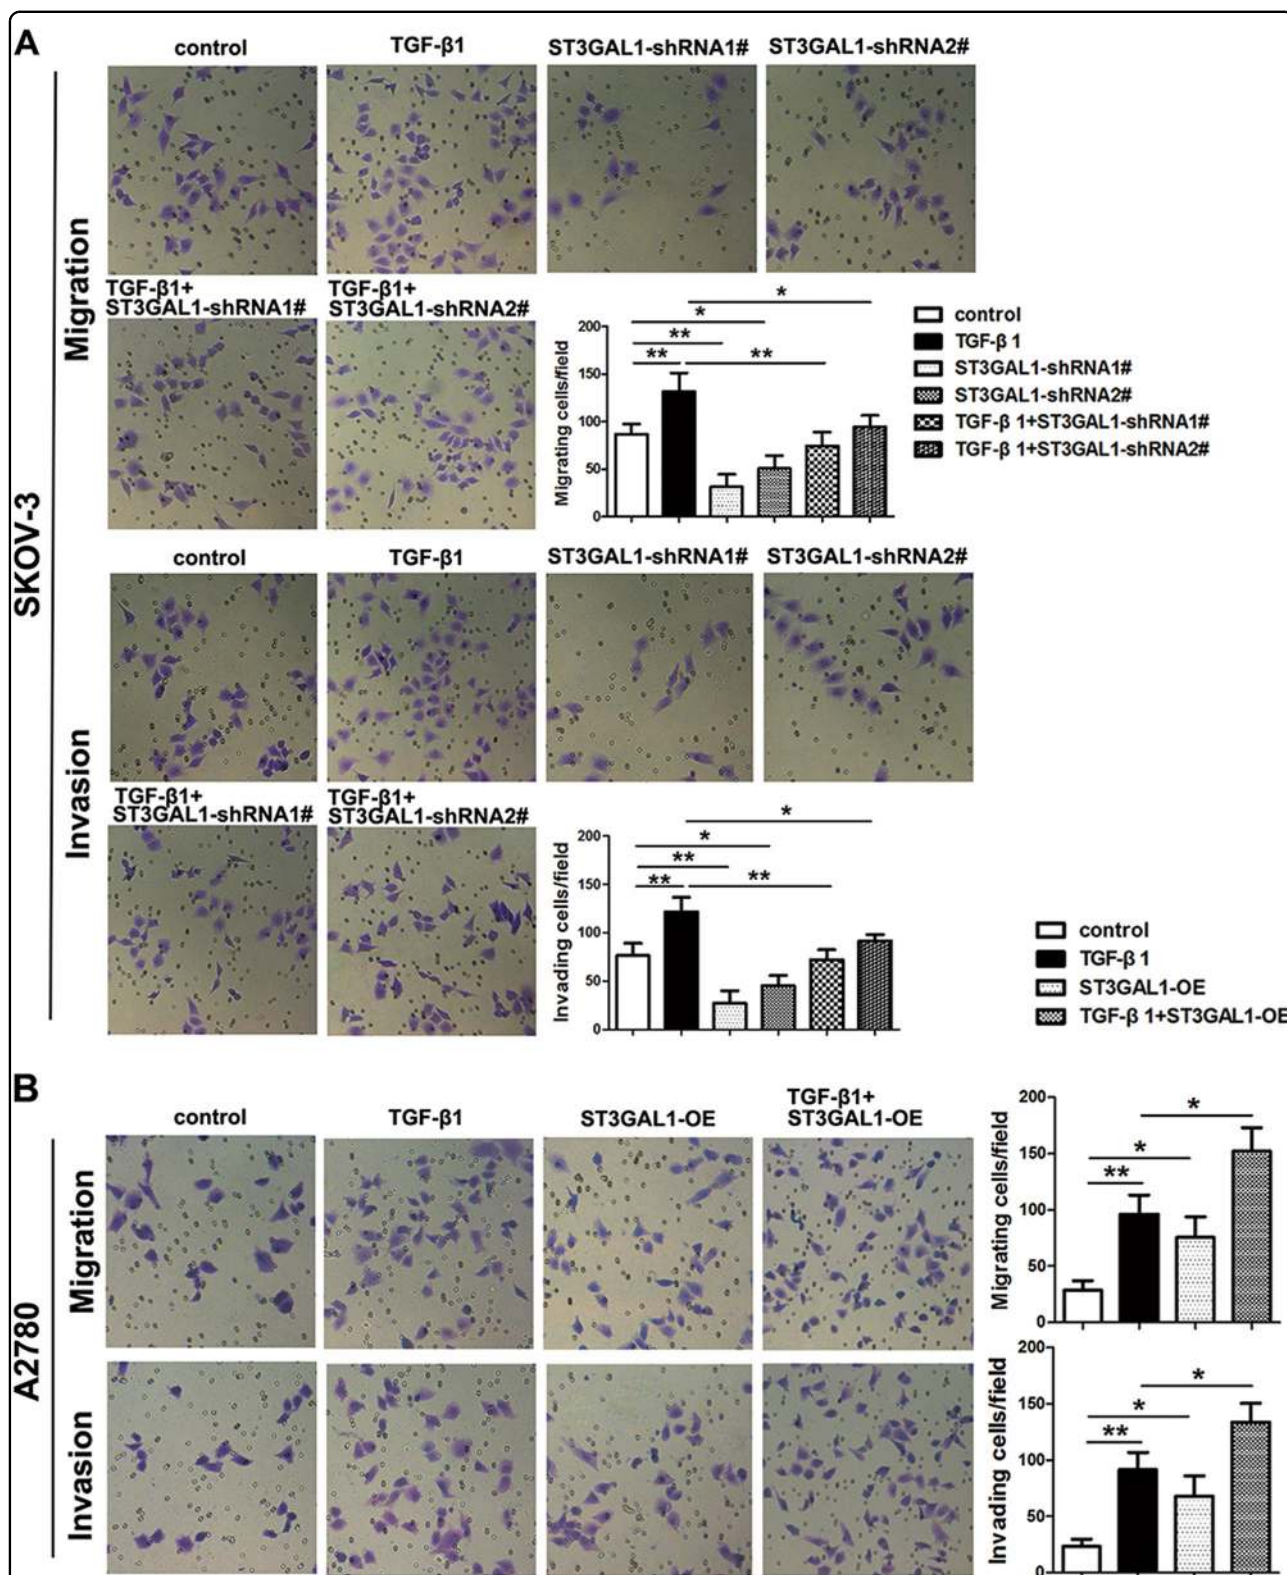 A
control
TGF-β1
ST3GAL1-shRNA1#
ST3GAL1-shRNA2#
SKOV-3
Migration
TGF-β1+
ST3GAL1-shRNA1#
TGF-β1+
ST3GAL1-shRNA2#
Migrating cells/field
200
150
100
50
0
**
**
*
**
*
control
TGF-β 1
ST3GAL1-shRNA1#
ST3GAL1-shRNA2#
TGF-β 1+ST3GAL1-shRNA1#
TGF-β 1+ST3GAL1-shRNA2#
control
TGF-β1
ST3GAL1-shRNA1#
ST3GAL1-shRNA2#
Invasion
TGF-β1+
ST3GAL1-shRNA1#
TGF-β1+
ST3GAL1-shRNA2#
Invading cells/field
200
150
100
50
0
**
**
*
**
*
control
TGF-β 1
ST3GAL1-OE
TGF-β 1+ST3GAL1-OE
B
control
TGF-β1
ST3GAL1-OE
TGF-β1+
ST3GAL1-OE
A2780
Migration
Migrating cells/field
200
150
100
50
0
**
*
*
Invasion
Invading cells/field
200
150
100
50
0
**
*
*